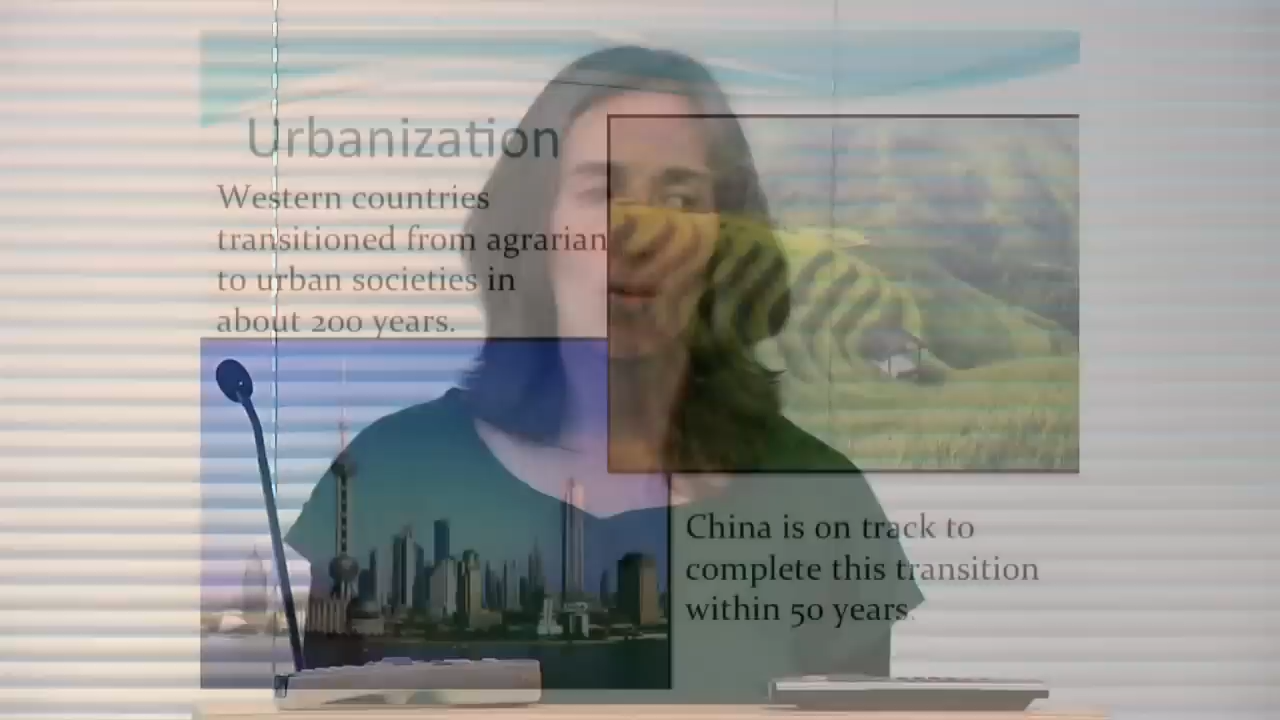 Urbanization
Western countries
transitioned from agrarian
to urban societies in
about 200 years.
China is on track to
complete this transition
within 50 years.